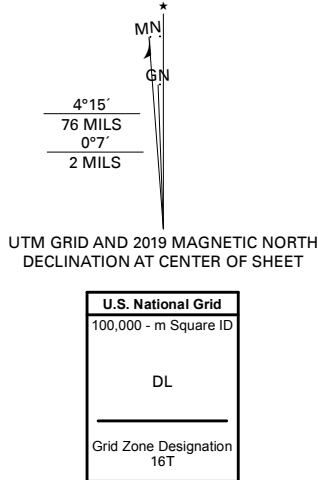 ★
MN
GN
4°15´
76 MILS
0°7´
2 MILS
UTM GRID AND 2019 MAGNETIC NORTH
DECLINATION AT CENTER OF SHEET
U.S. National Grid
100,000 - m Square ID
DL
Grid Zone Designation
16T